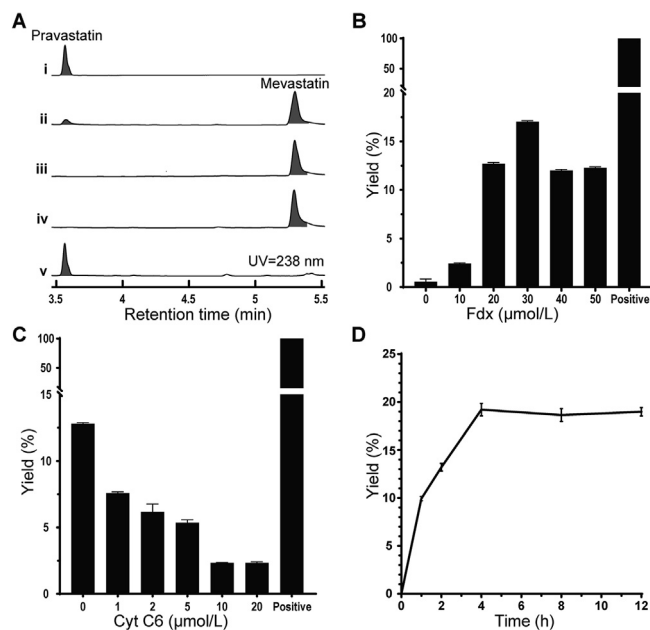 A
Pravastatin
i
Mevastatin
ii
iii
iv
v
UV=238 nm
3.5 4 4.5 5 5.5
Retention time (min)
B
Yield (%)
100
50
20
15
10
5
0
0 10 20 30 40 50 Positive
Fdx (µmol/L)
C
Yield (%)
100
50
15
10
5
0
0 1 2 5 10 20 Positive
Cyt C6 (µmol/L)
D
Yield (%)
25
20
15
10
5
0
0 2 4 6 8 10 12
Time (h)